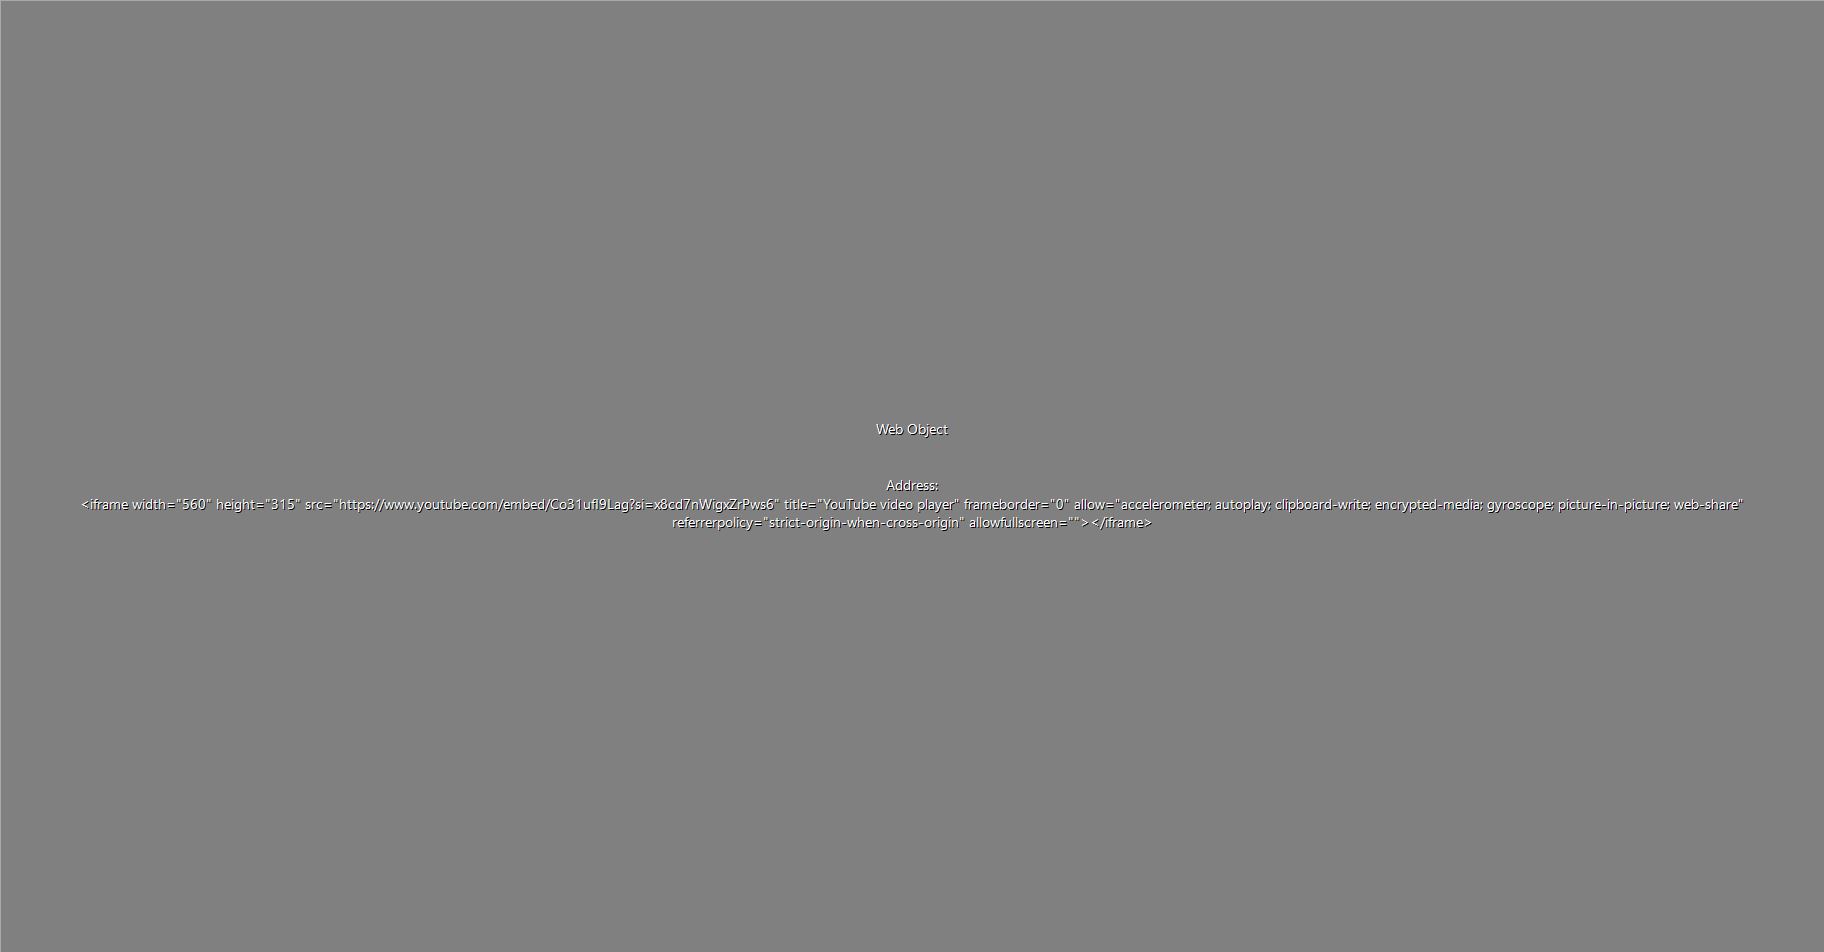 Web Object
Address:
<iframe width="560" height="315" src="https://www.youtube.com/embed/Co31ufl9Lag?si=x8cd7nWigxZrPws6" title="YouTube video player" frameborder="0" allow="accelerometer; autoplay; clipboard-write; encrypted-media; gyroscope; picture-in-picture; web-share"
referrerpolicy="strict-origin-when-cross-origin" allowfullscreen=""></iframe>